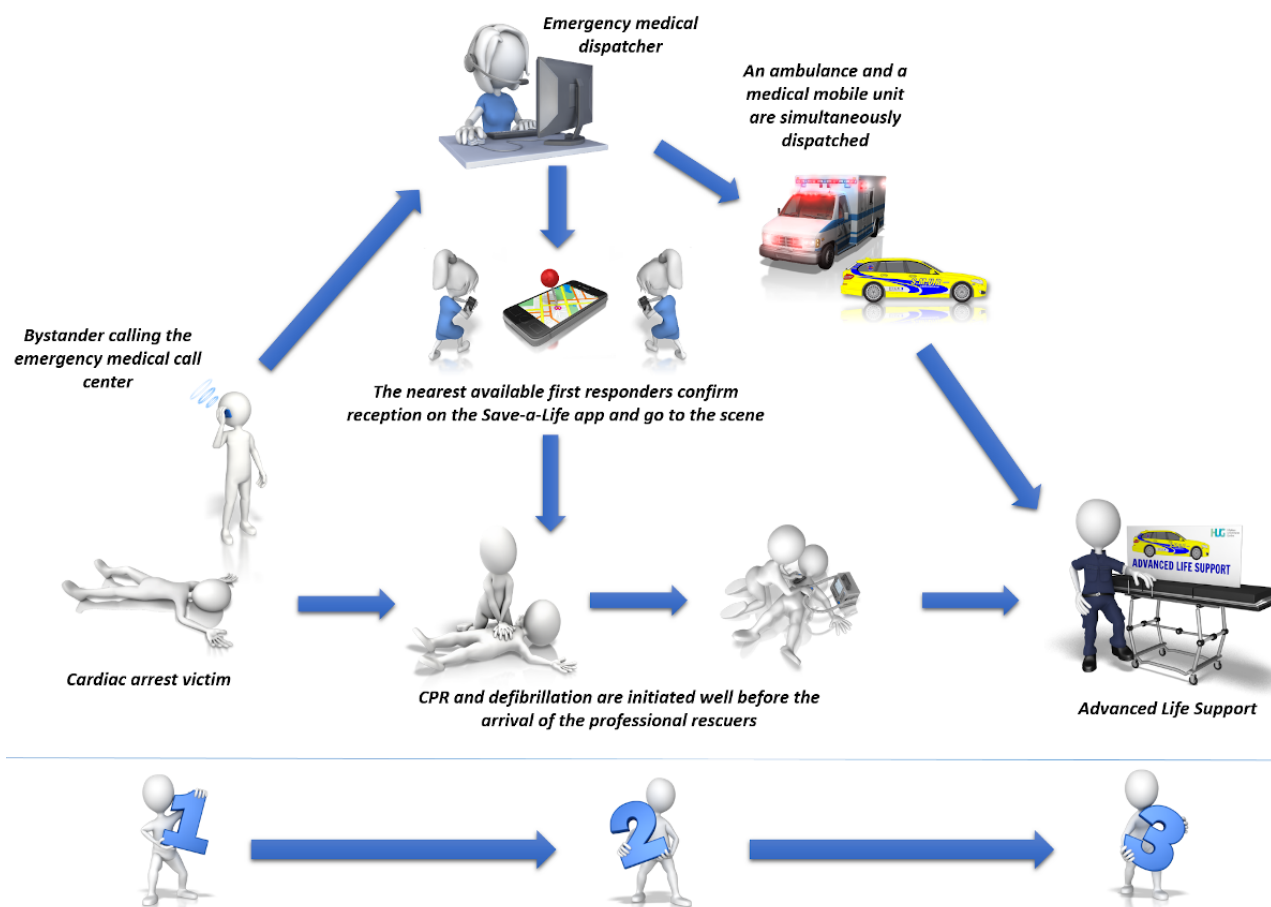 Emergency medical
dispatcher
An ambulance and a
medical mobile unit
are simultaneously
dispatched
Bystander calling the
emergency medical call
center
The nearest available first responders confirm
reception on the Save-a-Life app and go to the scene
HUG
ADVANCED LIFE SUPPORT
Cardiac arrest victim
CPR and defibrillation are initiated well before the
arrival of the professional rescuers
Advanced Life Support
1
2
3